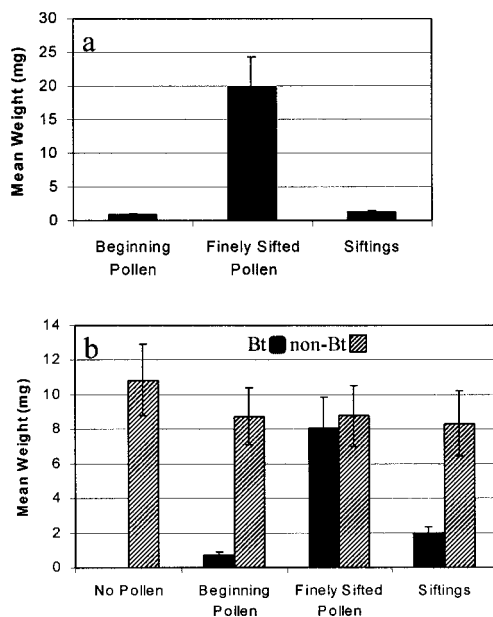 a
Mean Weight (mg)
30
25
20
15
10
5
0
Beginning Pollen
Finely Sifted Pollen
Siftings
b
Bt non-Bt
Mean Weight (mg)
14
12
10
8
6
4
2
0
No Pollen
Beginning Pollen
Finely Sifted Pollen
Siftings